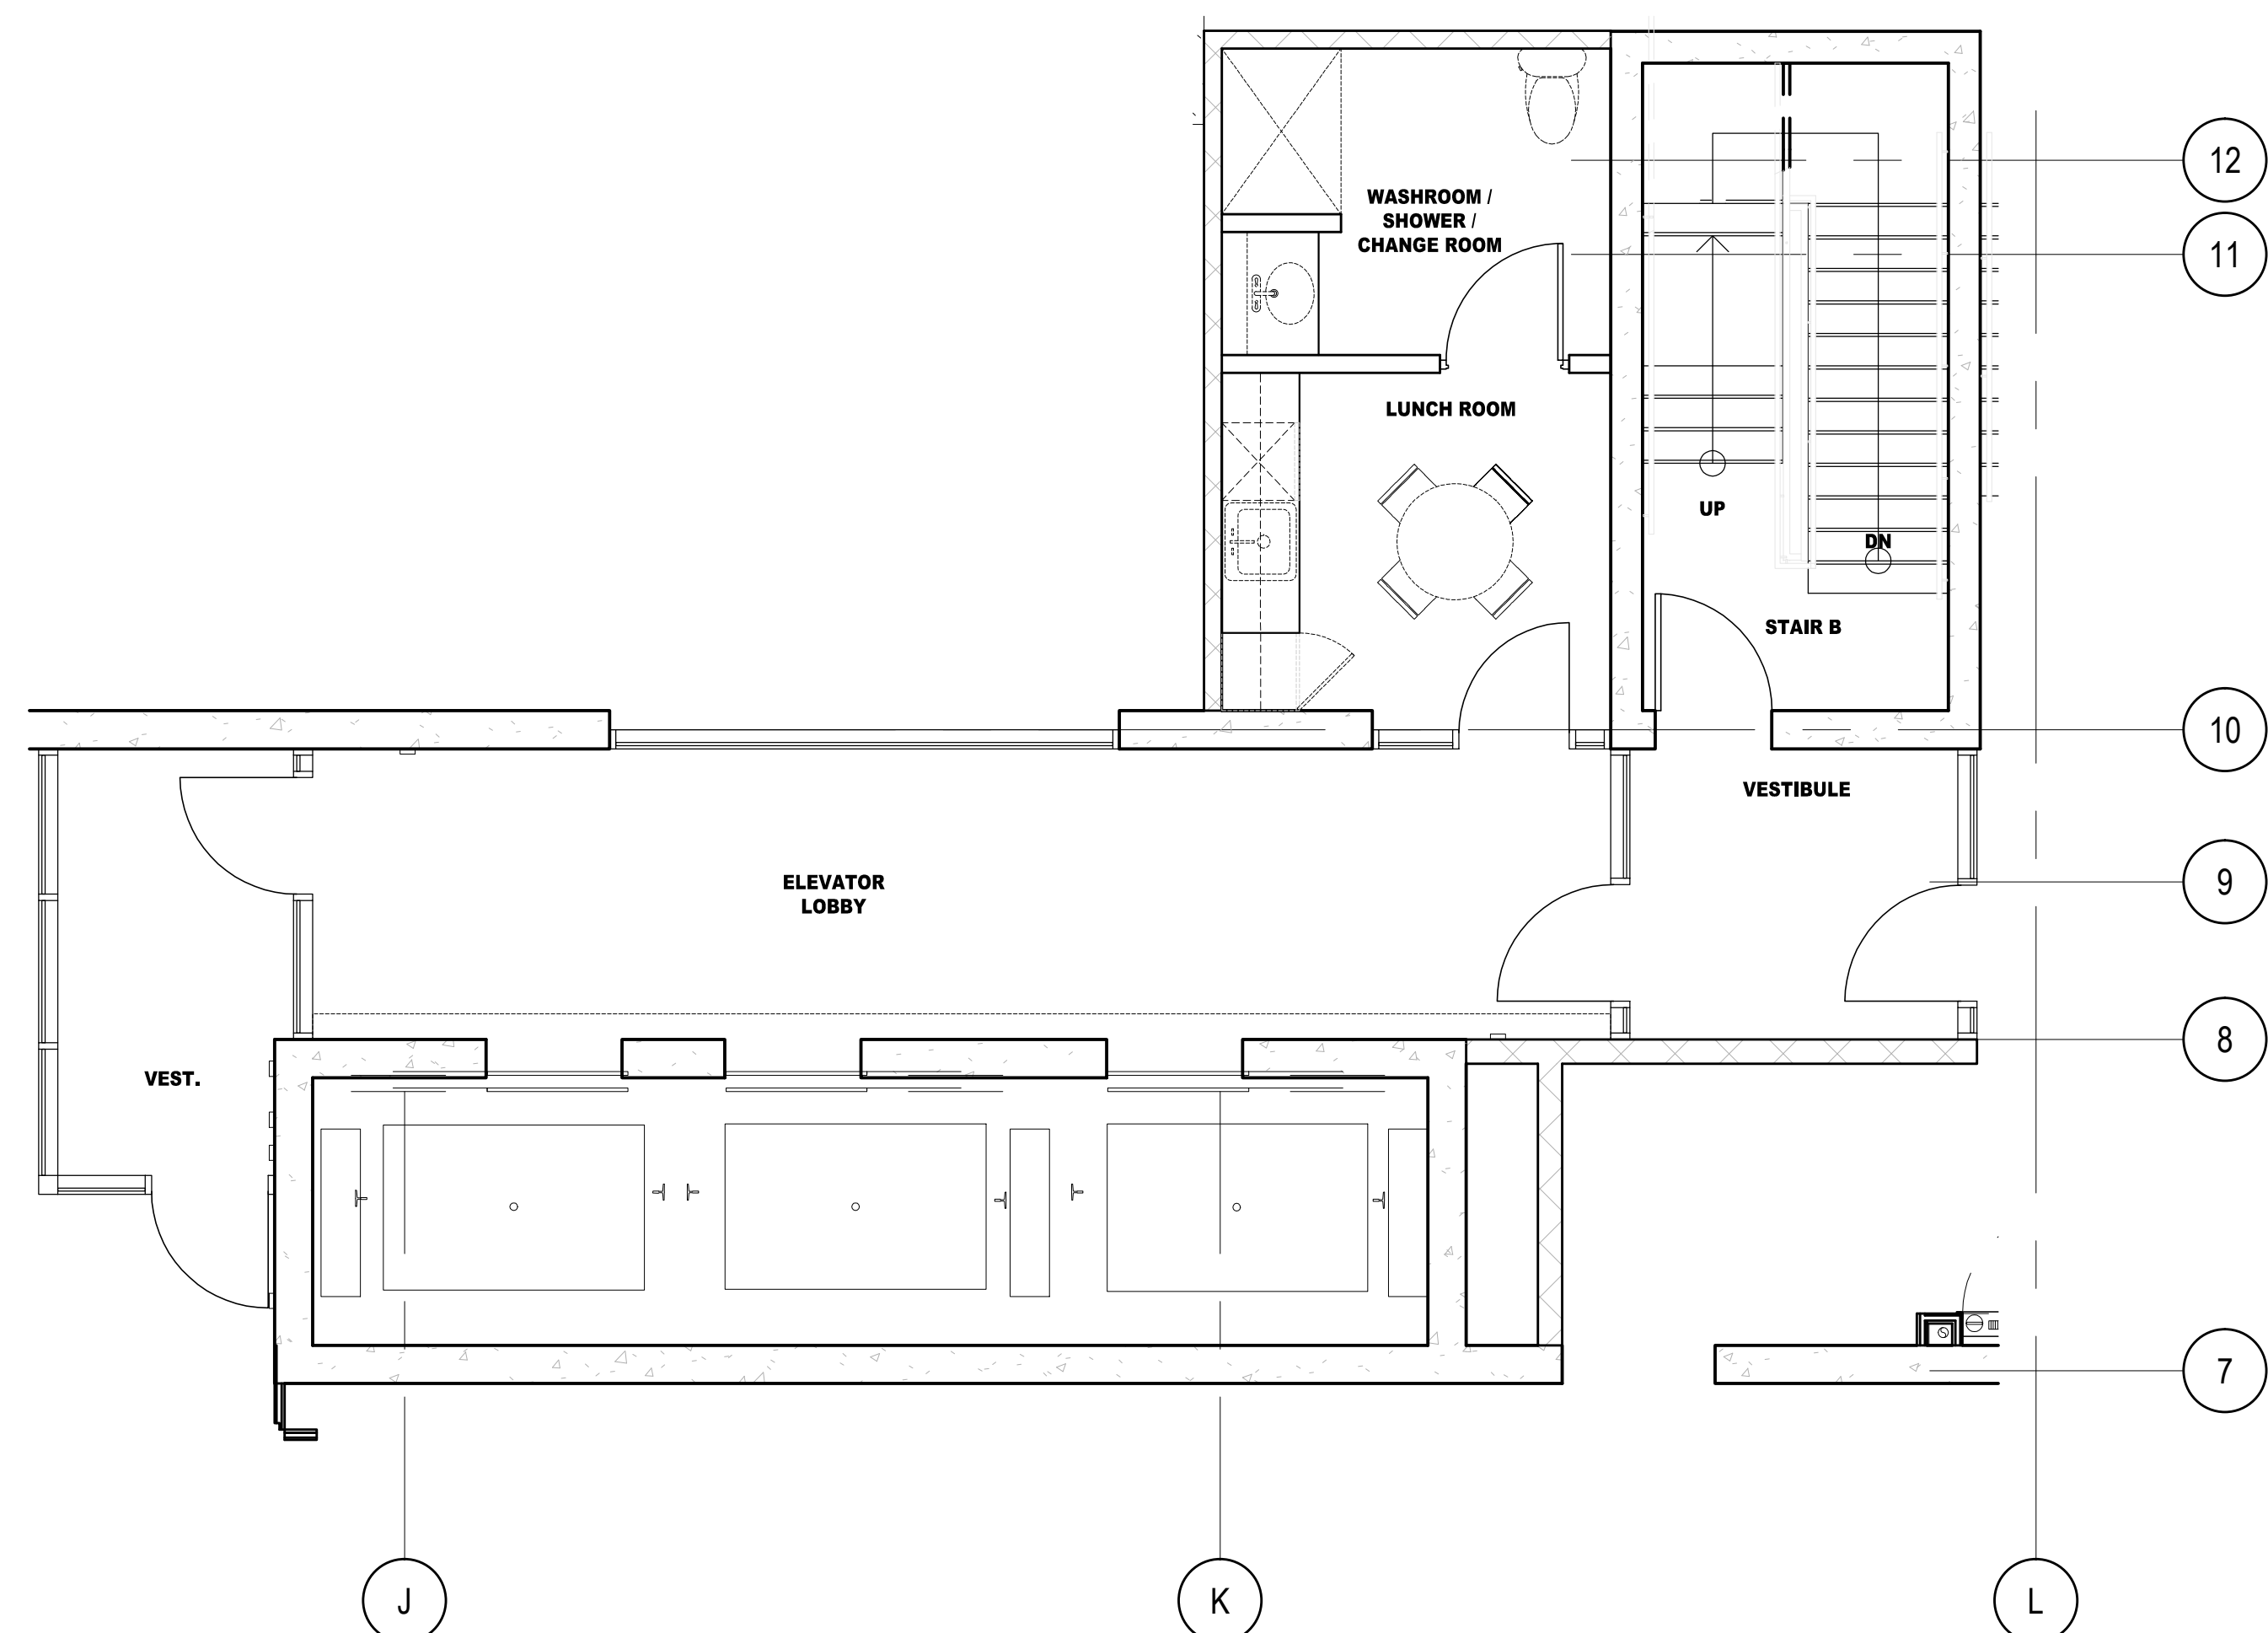 12
WASHROOM /
SHOWER /
CHANGE ROOM
11
LUNCH ROOM
UP
DN
STAIR B
10
VESTIBULE
ELEVATOR
LOBBY
9
8
VEST.
7
J
K
L